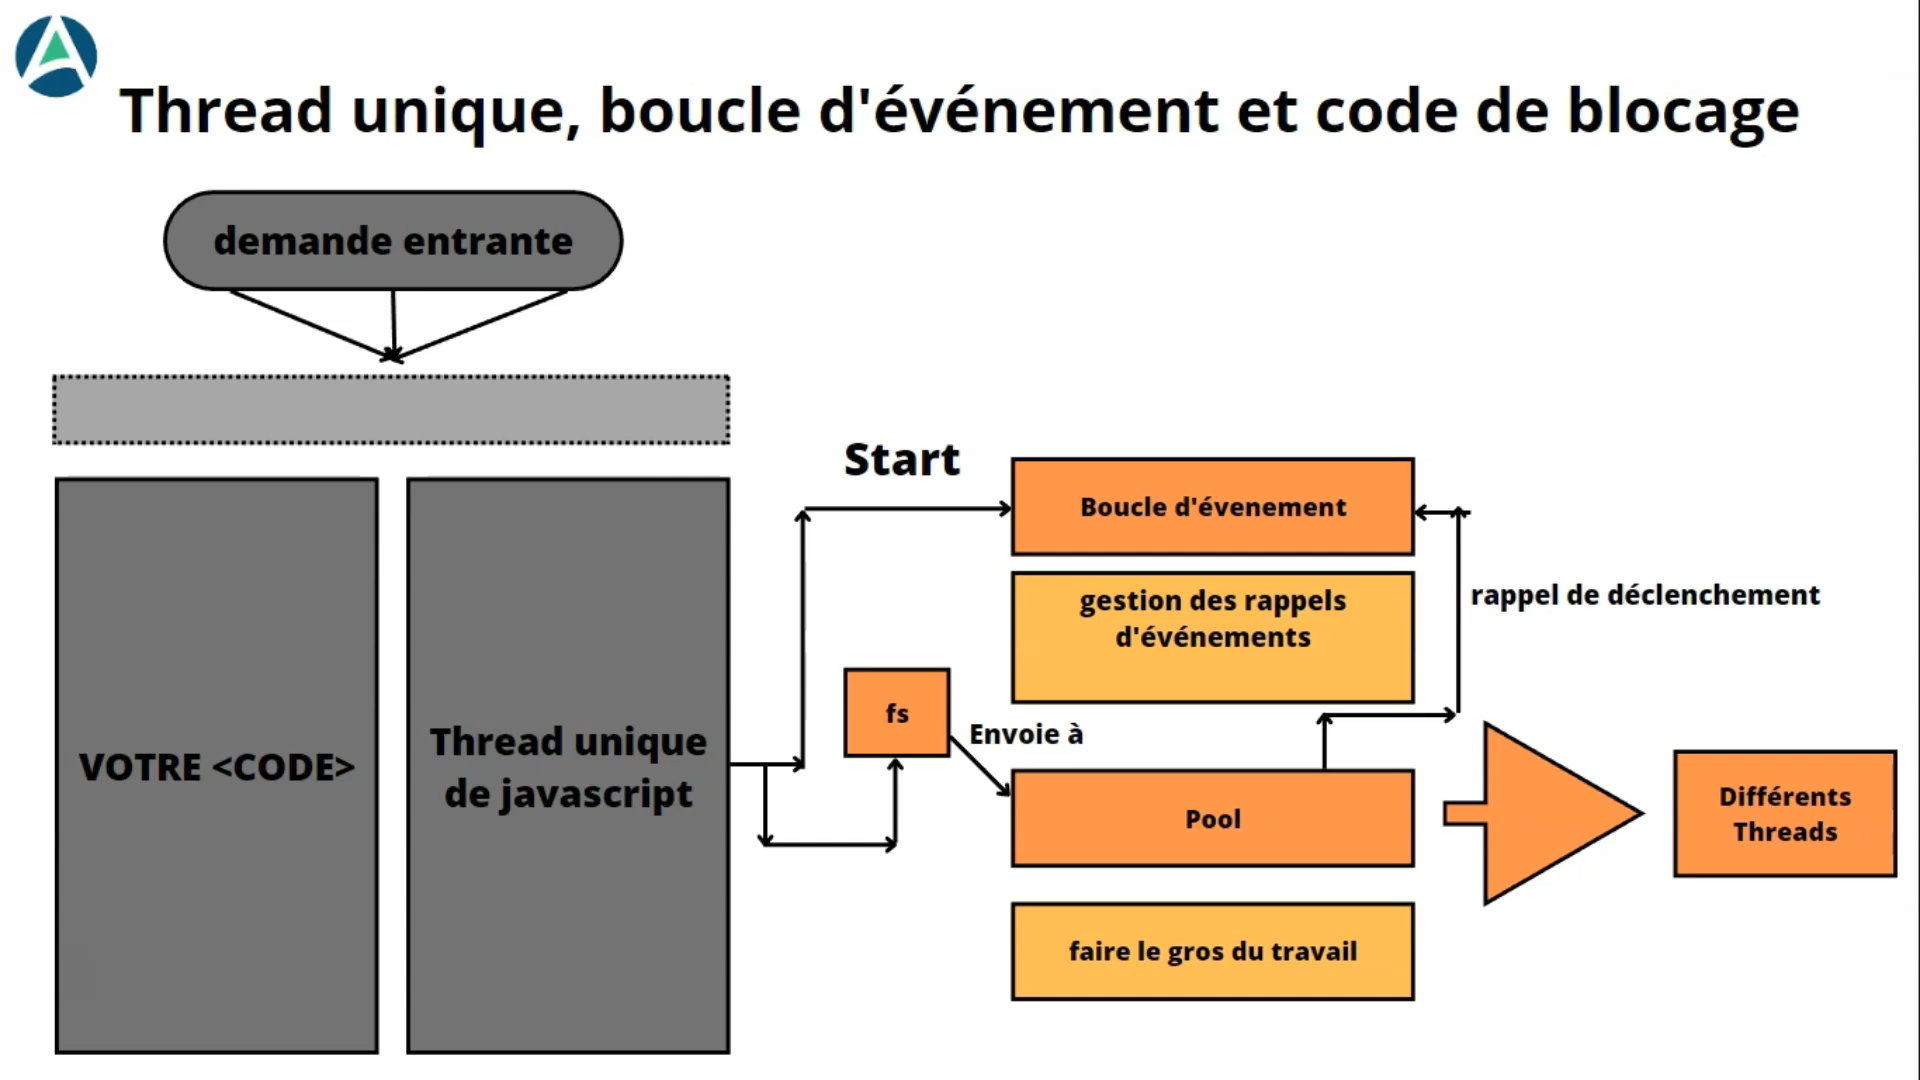 Thread unique, boucle d'événement et code de blocage
demande entrante
Start
Boucle d'évenement
gestion des rappels
d'événements
rappel de déclenchement
fs
Envoie à
VOTRE <CODE>
Thread unique
de javascript
Pool
Différents
Threads
faire le gros du travail